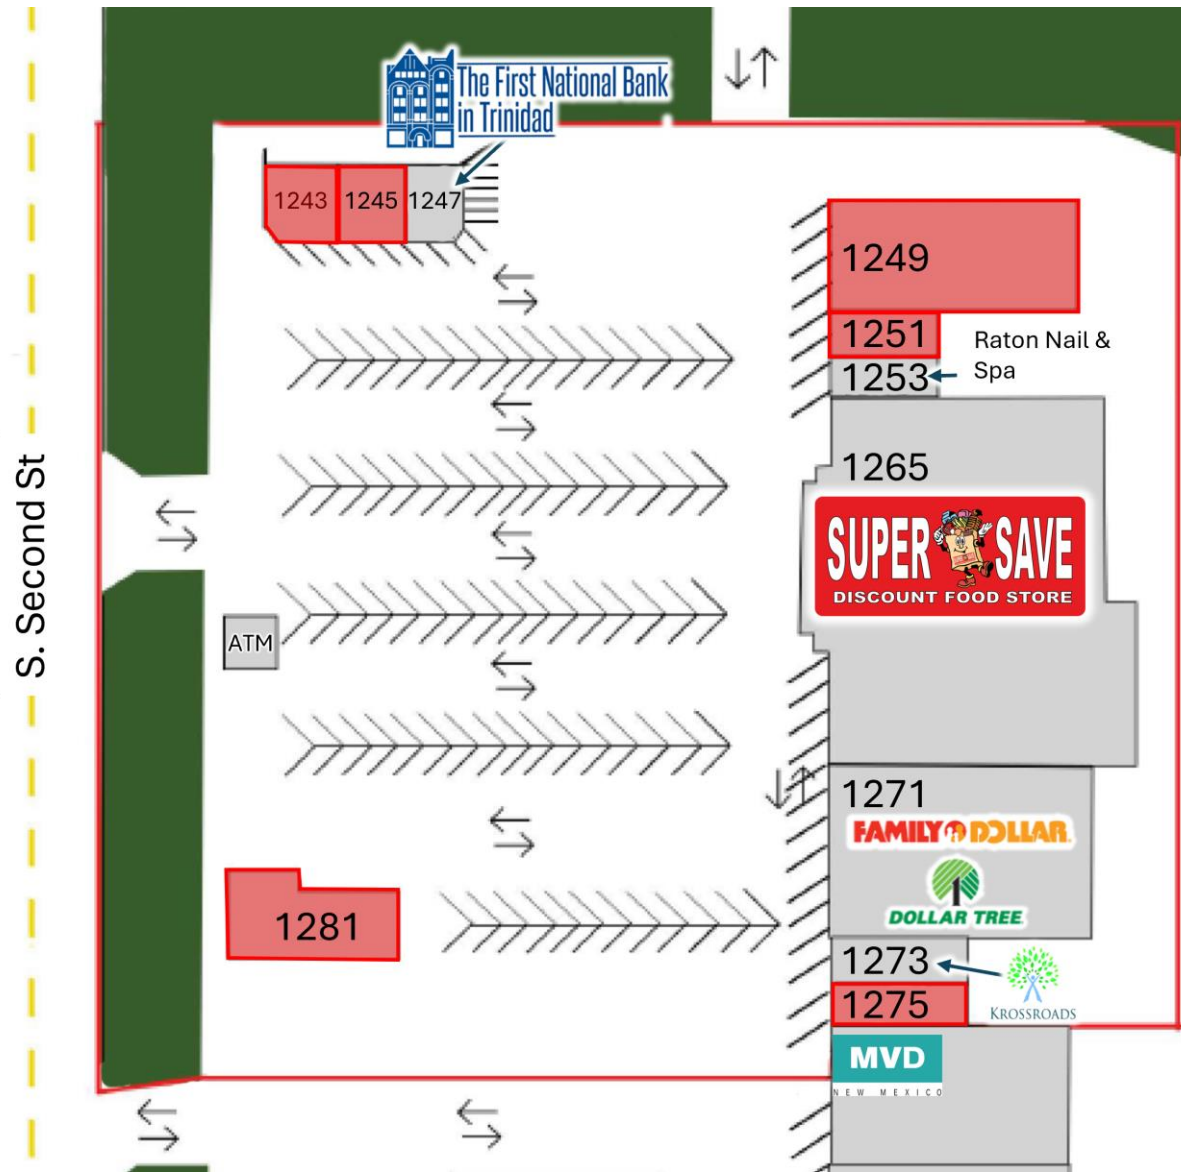 The First National Bank
in Trinidad
1243
1245
1247
1249
1251
Raton Nail &
Spa
1253
1265
SUPER SAVE
DISCOUNT FOOD STORE
S. Second St
ATM
1271
FAMILY DOLLAR
DOLLAR TREE
1281
1273
1275
KROSSROADS
MVD
NEW MEXICO